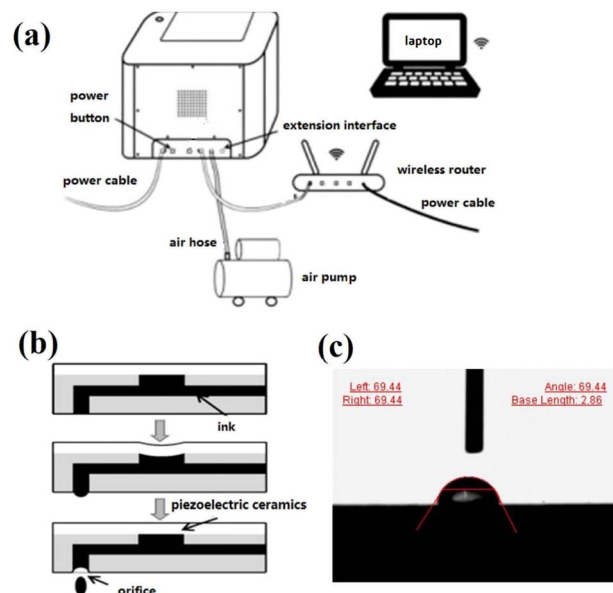 (a)
laptop
power
button
extension interface
power cable
wireless router
power cable
air hose
air pump
(b)
ink
piezoelectric ceramics
orifice
(c)
Left: 69.44
Right: 69.44
Angle: 69.44
Base Length: 2.86